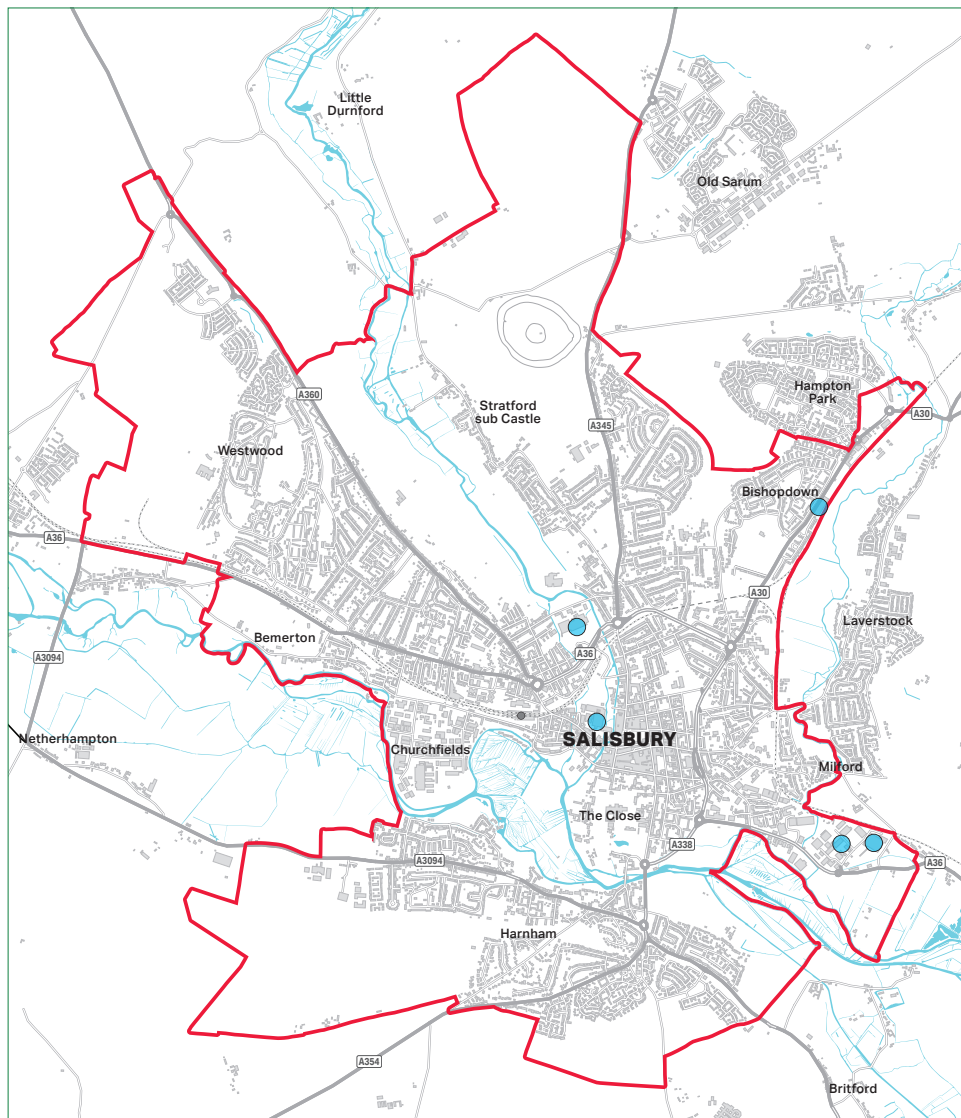 Little
Durnford
Old Sarum
Hampton
Park
A360
Stratford
sub Castle
A30
A345
Westwood
Bishopdown
A36
A30
Laverstock
Bemerton
A36
A3094
Netherhampton
SALISBURY
Churchfields
Milford
The Close
A338
A3094
A36
Harnham
A354
Britford